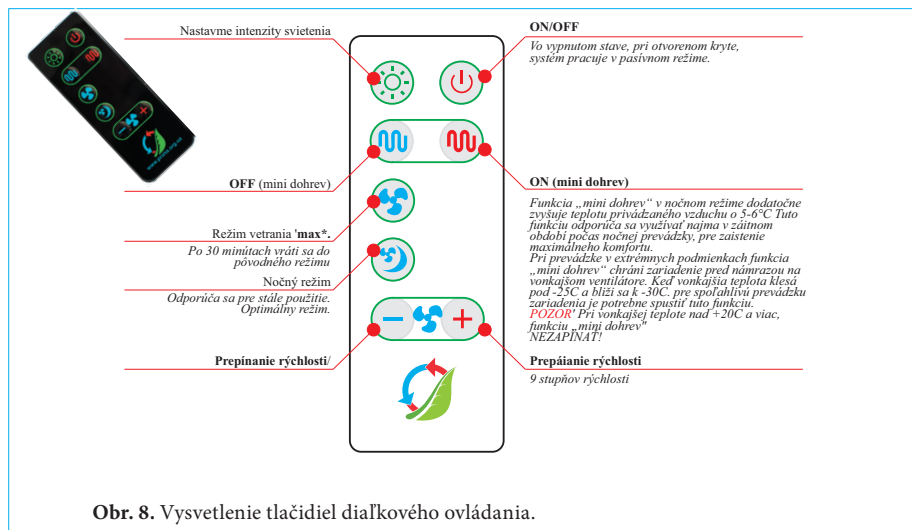 Nastavme intenzity svietenia
OFF (mini dohrev)
Režim vetrania 'max*.
Po 30 minútach vráti sa do
pôvodného režimu
Nočný režim
Odporúča sa pre stále použitie.
Optimálny režim.
Prepínanie rýchlosti/
ON/OFF
Vo vypnutom stave, pri otvorenom kryte,
systém pracuje v pasívnom režime.
ON (mini dohrev)
Funkcia „mini dohrev“ v nočnom režime dodatočne
zvyšuje teplotu privádzaného vzduchu o 5-6°C Tuto
funkciu odporúča sa využívať najma v záitnom
období počas nočnej prevádzky, pre zaistenie
maximálneho komfortu.
Pri prevádzke v extrémnych podmienkach funkcia
„mini dohrev“ chráni zariadenie pred námrazou na
vonkajšom ventilátore. Keď vonkajšia teplota klesá
pod -25C a bliži sa k -30C. pre spoľahlivú prevádzku
zariadenia je potrebne spustiť tuto funkciu.
POZOR' Pri vonkajšej teplote nad +20C a viac,
funkciu „mini dohrev"
NEZAPÍNAŤ!
Prepáianie rýchlosti
9 stupňov rýchlosti
Obr. 8. Vysvetlenie tlačidiel diaľkového ovládania.